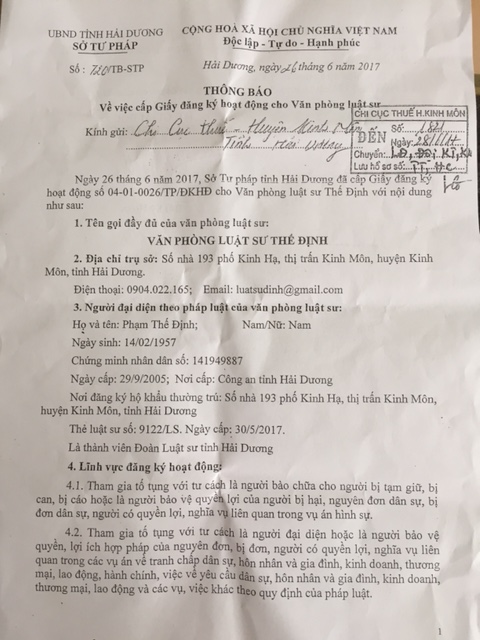 UBND TỈNH HẢI DƯƠNG
SỞ TƯ PHÁP
CỘNG HOÀ XÃ HỘI CHỦ NGHĨA VIỆT NAM
Độc lập - Tự do - Hạnh phúc
Số : 720/TB-STP
Hải Dương, ngày 26 tháng 6 năm 2017
THÔNG BÁO
Về việc cấp Giấy đăng ký hoạt động cho Văn phòng luật sư
Kính gửi: Chi Cục thuế - Huyện Kinh Môn
Tỉnh Hải Dương
CHI CỤC THUẾ H.KINH MÔN
ĐẾN
Số:
Ngày:
Chuyển:
Lưu hồ sơ số:
Ngày 26 tháng 6 năm 2017, Sở Tư pháp tỉnh Hải Dương đã cấp Giấy đăng ký
hoạt động số 04-01-0026/TP/ĐKHĐ cho Văn phòng luật sư Thế Định với nội dung
như sau:
1. Tên gọi đầy đủ của văn phòng luật sư:
VĂN PHÒNG LUẬT SƯ THẾ ĐỊNH
2. Địa chỉ trụ sở: Số nhà 193 phố Kinh Hạ, thị trấn Kinh Môn, huyện Kinh
Môn, tỉnh Hải Dương.
Điện thoại: 0904.022.165; Email: luatsudinh@gmail.com
3. Người đại diện theo pháp luật của văn phòng luật sư:
Họ và tên: Phạm Thế Định; Nam/Nữ: Nam
Ngày sinh: 14/02/1957
Chứng minh nhân dân số: 141949887
Ngày cấp: 29/9/2005; Nơi cấp: Công an tỉnh Hải Dương
Nơi đăng ký hộ khẩu thường trú: Số nhà 193 phố Kinh Hạ, thị trấn Kinh Môn,
huyện Kinh Môn, tỉnh Hải Dương
Thẻ luật sư số: 9122/LS. Ngày cấp: 30/5/2017.
Là thành viên Đoàn Luật sư tỉnh Hải Dương
4. Lĩnh vực đăng ký hoạt động:
4.1. Tham gia tố tụng với tư cách là người bào chữa cho người bị tạm giữ, bị
can, bị cáo hoặc là người bảo vệ quyền lợi của người bị hại, nguyên đơn dân sự, bị
đơn dân sự, người có quyền lợi, nghĩa vụ liên quan trong vụ án hình sự.
4.2. Tham gia tố tụng với tư cách là người đại diện hoặc là người bảo vệ
quyền, lợi ích hợp pháp của nguyên đơn, bị đơn, người có quyền lợi, nghĩa vụ liên
quan trong các vụ án về tranh chấp dân sự, hôn nhân và gia đình, kinh doanh, thương
mại, lao động, hành chính, việc về yêu cầu dân sự, hôn nhân và gia đình, kinh doanh,
thương mại, lao động và các vụ, việc khác theo quy định của pháp luật.
1